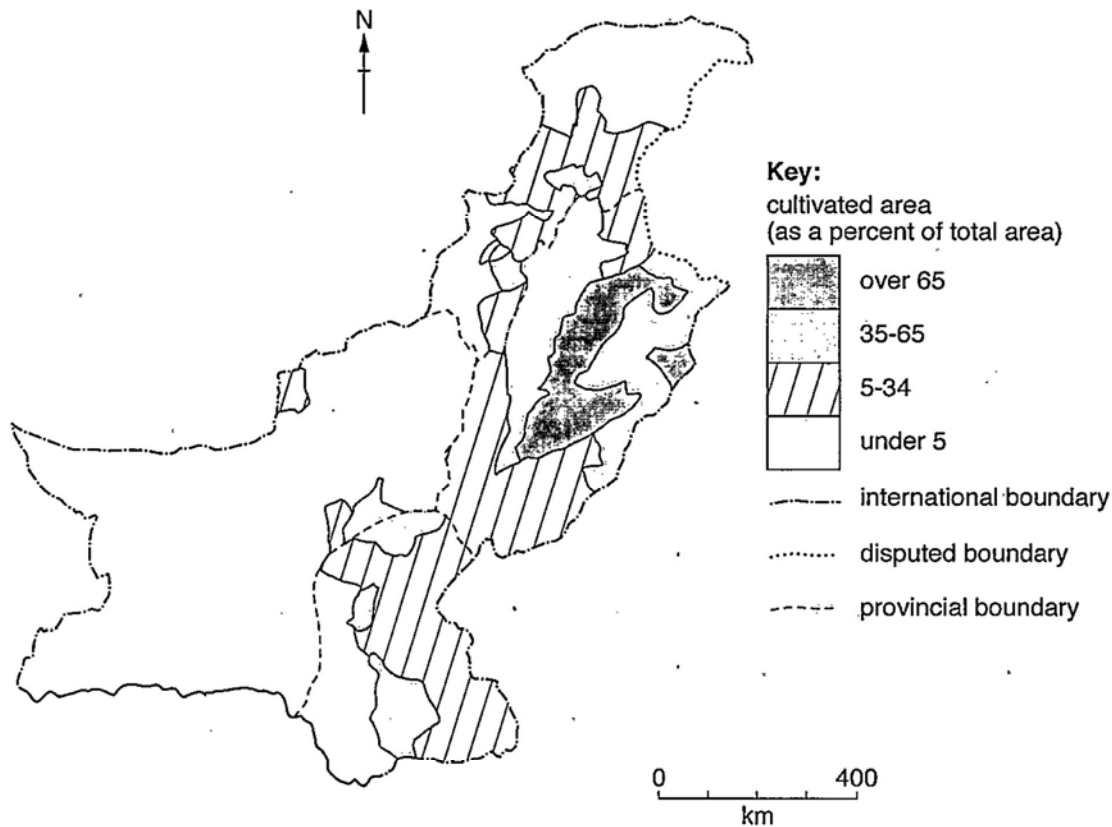 N
Key:
cultivated area
(as a percent of total area)
over 65
35-65
5-34
under 5
international boundary
disputed boundary
provincial boundary
0 400
km